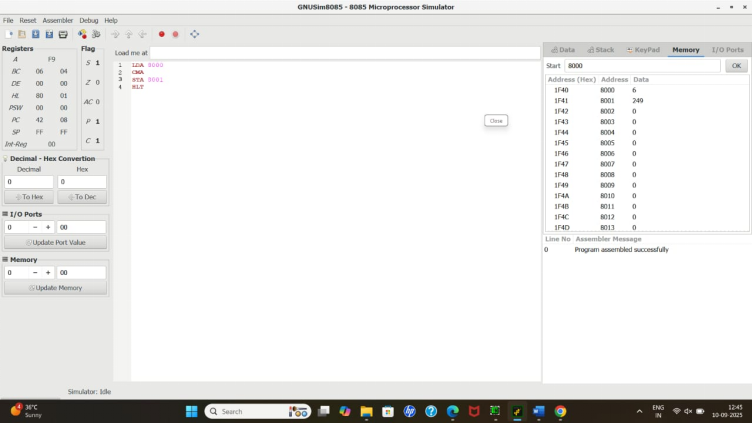 GNUSim8085 - 8085 Microprocessor Simulator
File Reset Assembler Debug Help
Registers
A F9
BC 06 04
DE 00 00
HL 80 01
PSW 00 00
PC 42 08
SP FF FF
Int-Reg 00
Flag
S 1
Z 0
AC 0
P 1
C 1
Decimal - Hex Convertion
Decimal Hex
0 0
To Hex To Dec
I/O Ports
0 - + 00
Update Port Value
Memory
0 - + 00
Update Memory
Load me at
1 LDA 8000
2 CMA
3 STA 8001
4 HLT
Close
Data Stack KeyPad Memory I/O Ports
Start 8000 OK
Address (Hex) Address Data
1F40 8000 6
1F41 8001 249
1F42 8002 0
1F43 8003 0
1F44 8004 0
1F45 8005 0
1F46 8006 0
1F47 8007 0
1F48 8008 0
1F49 8009 0
1F4A 8010 0
1F4B 8011 0
1F4C 8012 0
1F4D 8013 0
Line No Assembler Message
0 Program assembled successfully
Simulator: Idle
36°C
Sunny
Search
ENG
IN
12:45
10-09-2025